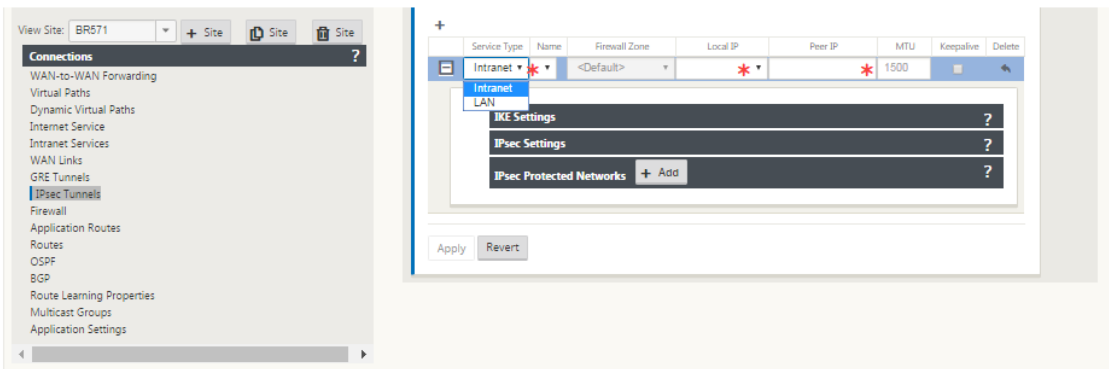 View Site: BR571 + Site Site Site
Connections ?
WAN-to-WAN Forwarding
Virtual Paths
Dynamic Virtual Paths
Internet Service
Intranet Services
WAN Links
GRE Tunnels
IPsec Tunnels
Firewall
Application Routes
Routes
OSPF
BGP
Route Learning Properties
Multicast Groups
Application Settings
+
Service Type Name Firewall Zone Local IP Peer IP MTU Keepalive Delete
Intranet <Default> 1500
Intranet
LAN
IKE Settings ?
IPsec Settings ?
IPsec Protected Networks + Add ?
Apply Revert